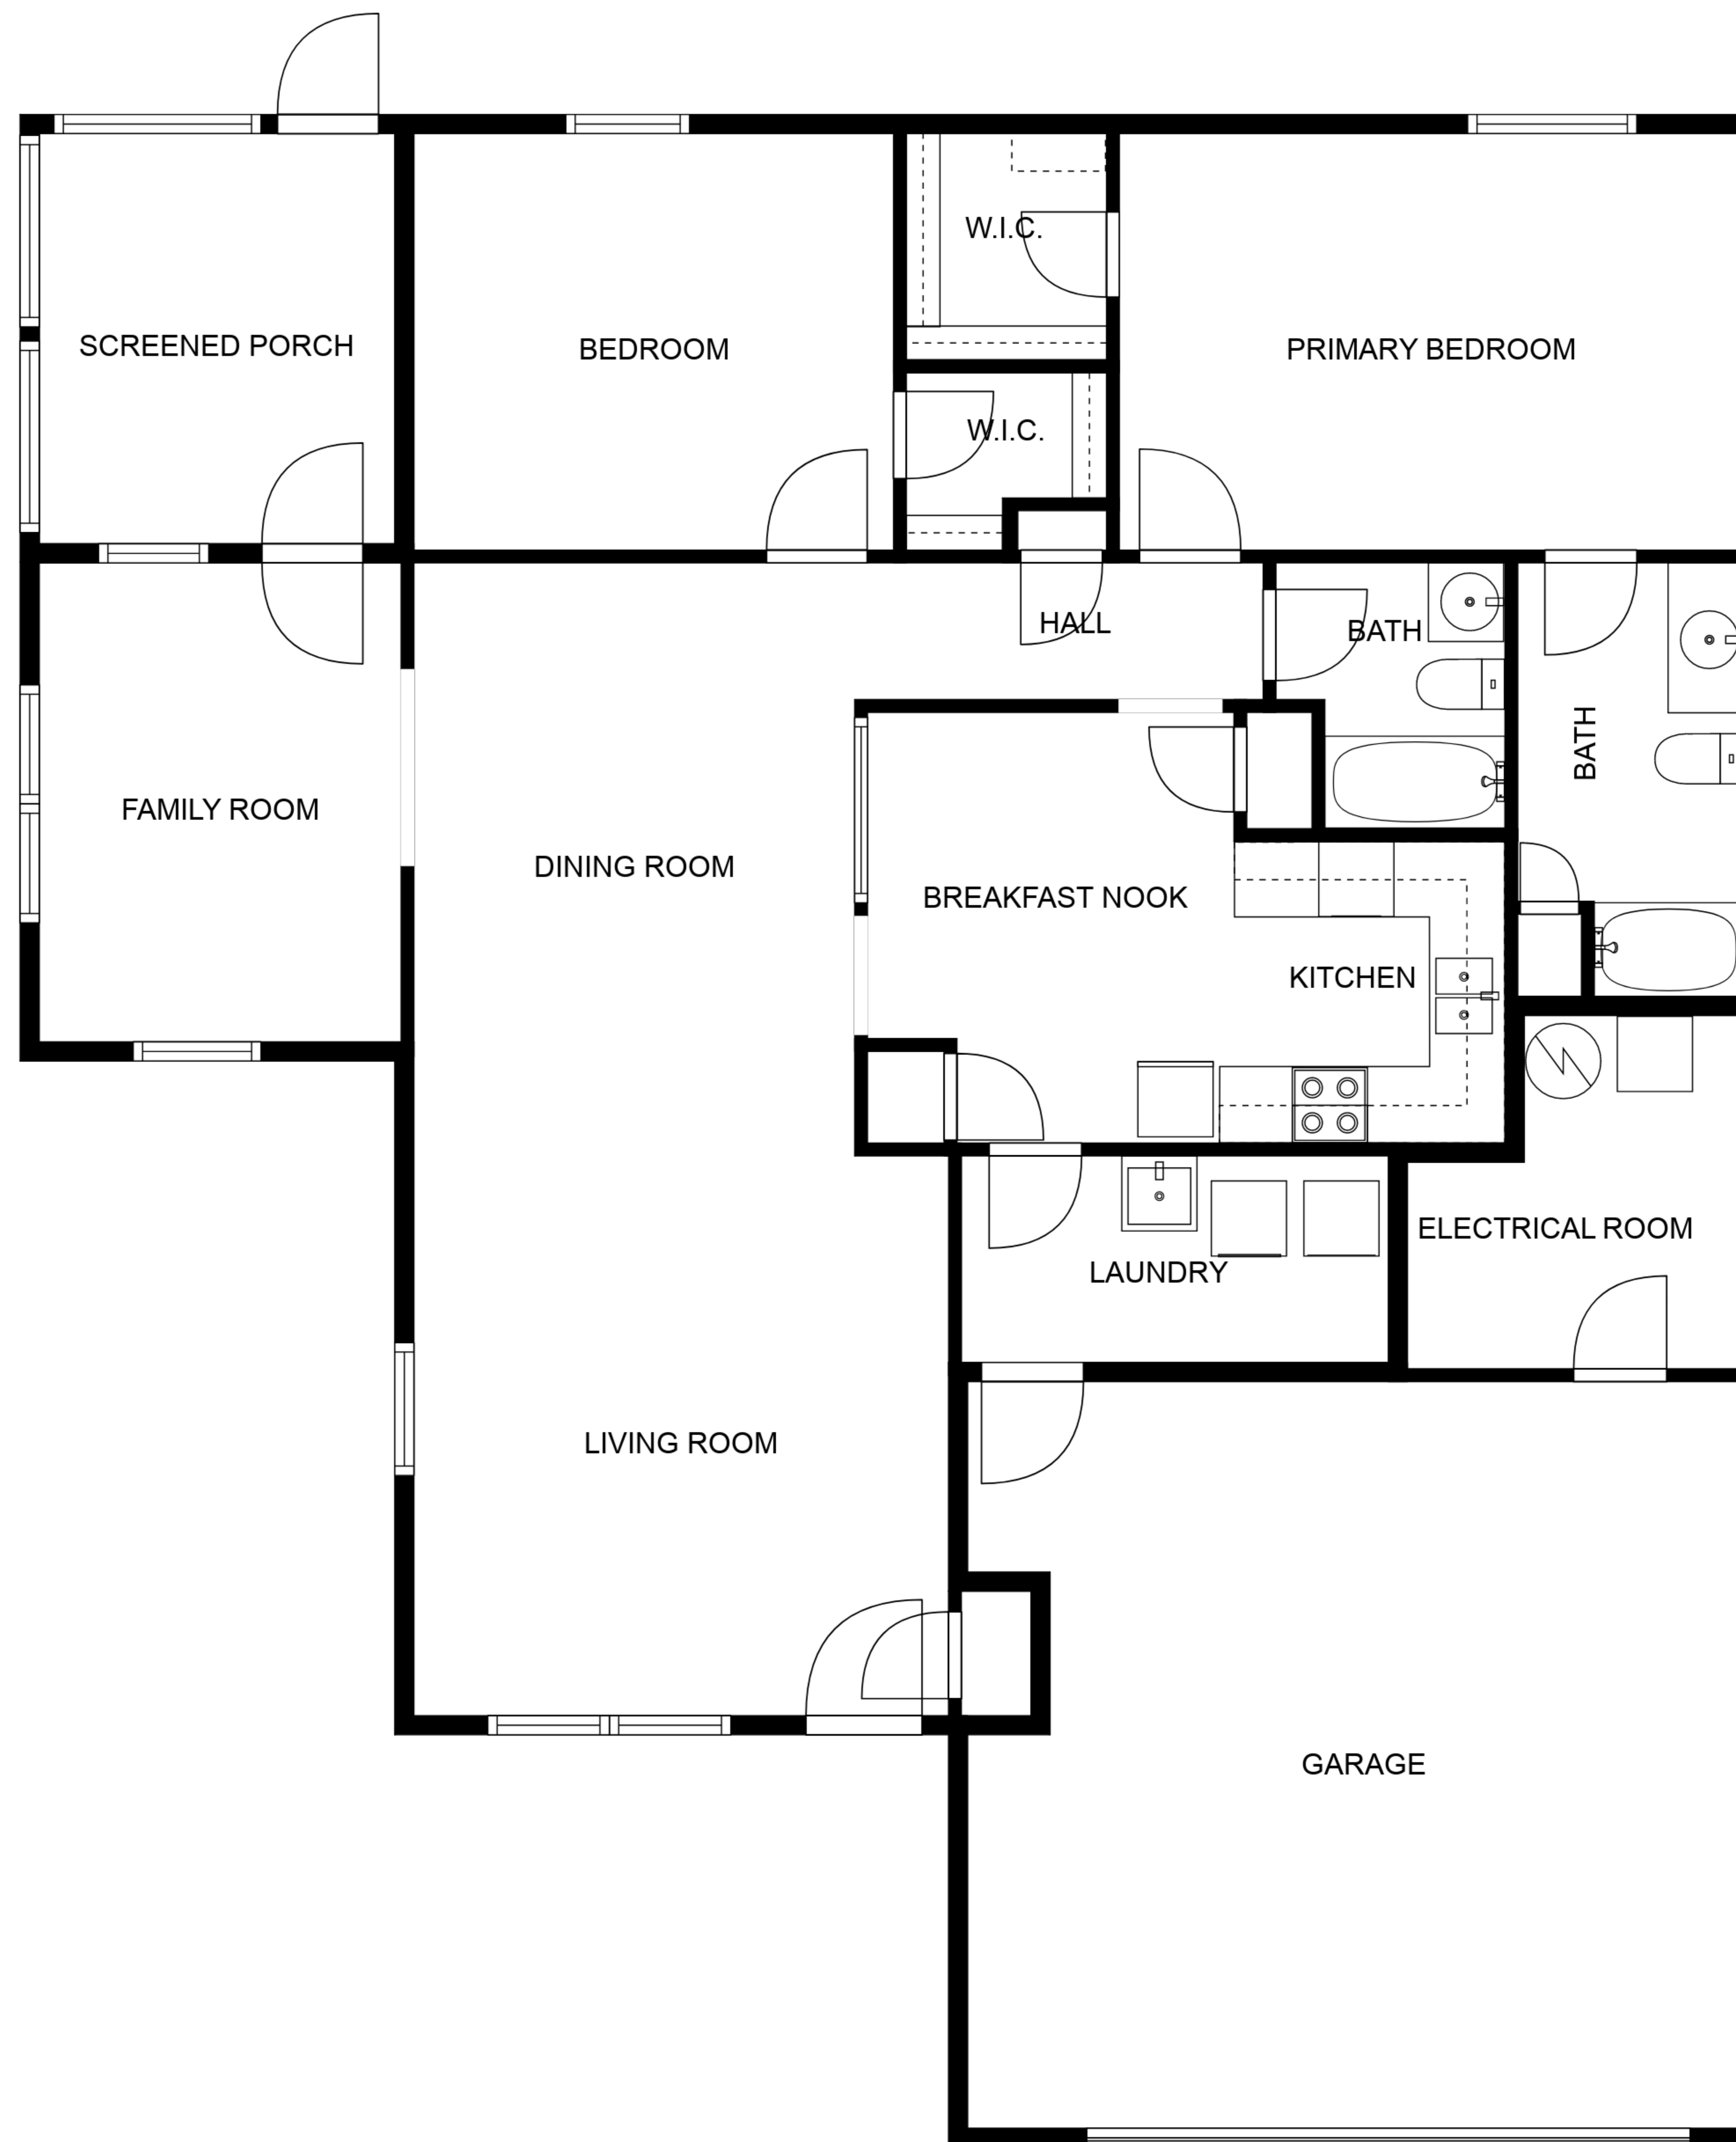 W.I.C.
SCREENED PORCH
BEDROOM
PRIMARY BEDROOM
W.I.C.
HALL
BATH
BATH
FAMILY ROOM
DINING ROOM
BREAKFAST NOOK
KITCHEN
ELECTRICAL ROOM
LAUNDRY
LIVING ROOM
GARAGE